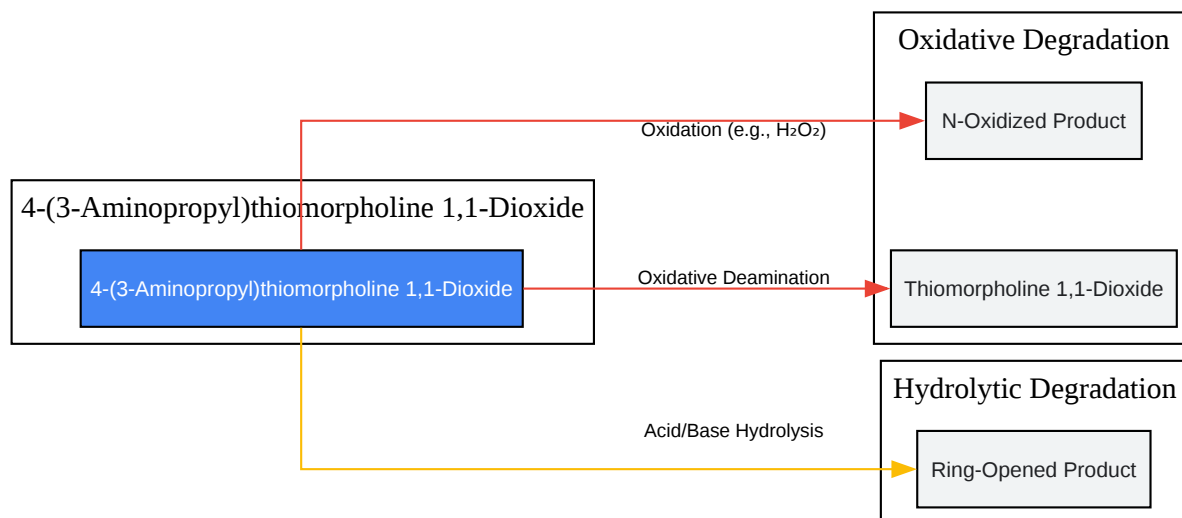 Oxidative Degradation
N-Oxidized Product
Oxidation (e.g., H₂O₂)
4-(3-Aminopropyl)thiomorpholine 1,1-Dioxide
4-(3-Aminopropyl)thiomorpholine 1,1-Dioxide
Oxidative Deamination
Thiomorpholine 1,1-Dioxide
Hydrolytic Degradation
Acid/Base Hydrolysis
Ring-Opened Product